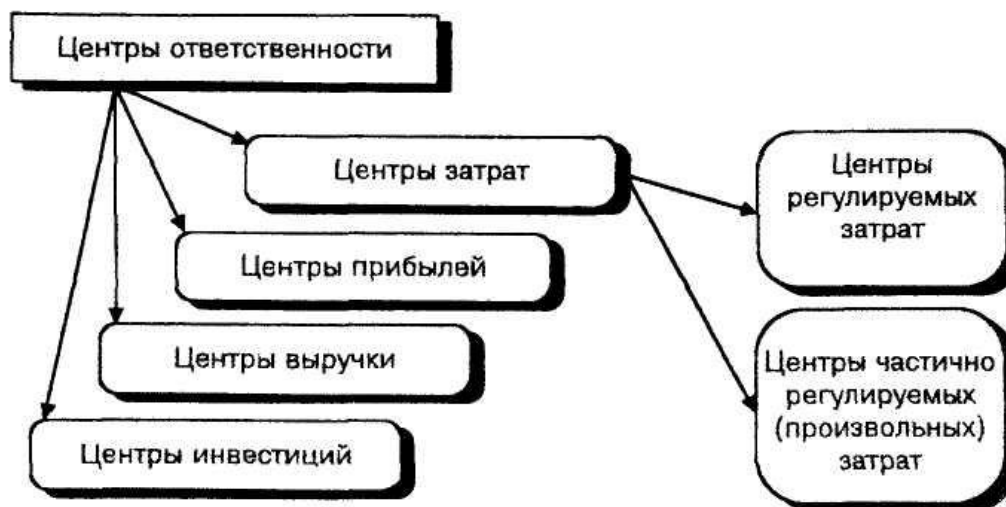 Центры ответственности
Центры затрат
Центры прибылей
Центры выручки
Центры инвестиций
Центры
регулируемых
затрат
Центры частично
регулируемых
(произвольных)
затрат